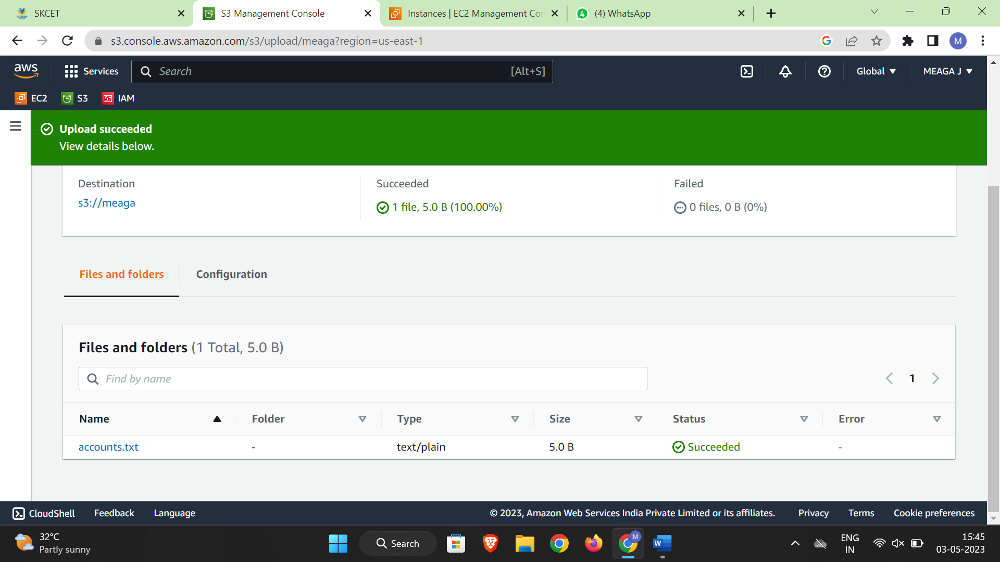 SKCET
S3 Management Console
Instances | EC2 Management Cor
(4) WhatsApp
s3.console.aws.amazon.com/s3/upload/meaga?region=us-east-1
M
aws
Services
Search
[Alt+S]
Global
MEAGA J
EC2
S3
IAM
Upload succeeded
View details below.
Destination
Succeeded
Failed
s3://meaga
1 file, 5.0 B (100.00%)
0 files, 0 B (0%)
Files and folders
Configuration
Files and folders (1 Total, 5.0 B)
Find by name
1
Name
Folder
Type
Size
Status
Error
accounts.txt
-
text/plain
5.0 B
Succeeded
-
CloudShell
Feedback
Language
© 2023, Amazon Web Services India Private Limited or its affiliates.
Privacy
Terms
Cookie preferences
32°C
Partly sunny
Search
M
W
ENG
IN
15:45
03-05-2023